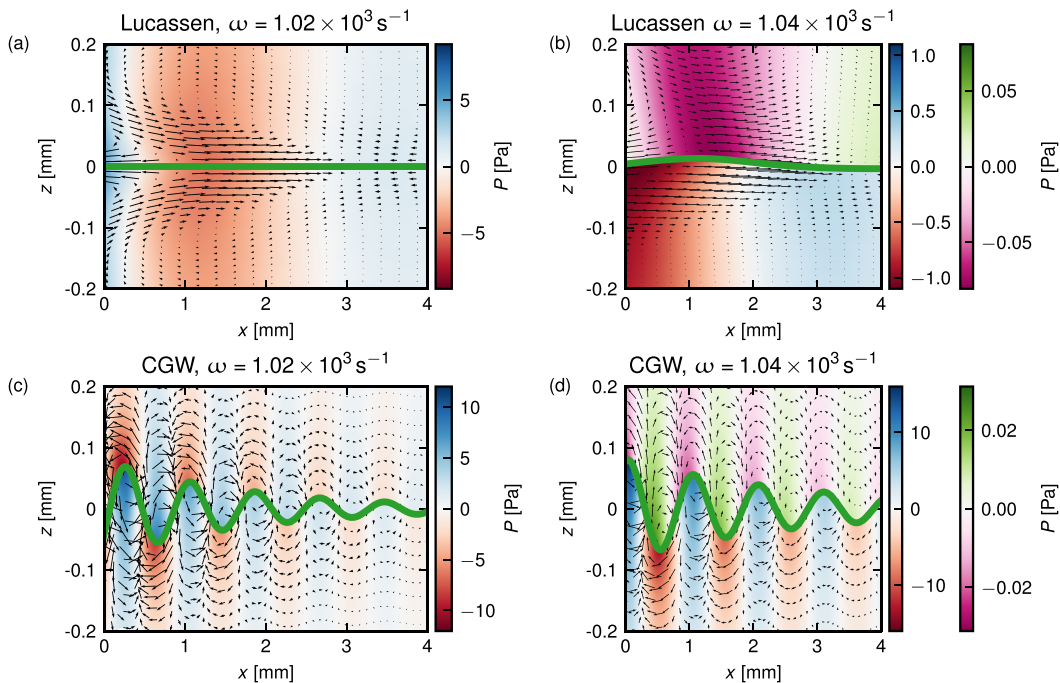 Lucassen, ω = 1.02 × 10³ s⁻¹
Lucassen ω = 1.04 × 10³ s⁻¹
(a)
0.2
0.1
0
-0.1
-0.2
z [mm]
0 1 2 3 4
x [mm]
5
0
−5
P [Pa]
(b)
0.2
0.1
0
-0.1
-0.2
z [mm]
0 1 2 3 4
x [mm]
1.0
0.5
0.0
−0.5
−1.0
0.05
0.00
−0.05
P [Pa]
CGW, ω = 1.02 × 10³ s⁻¹
CGW, ω = 1.04 × 10³ s⁻¹
(c)
0.2
0.1
0
-0.1
-0.2
z [mm]
0 1 2 3 4
x [mm]
10
5
0
−5
−10
P [Pa]
(d)
0.2
0.1
0
-0.1
-0.2
z [mm]
0 1 2 3 4
x [mm]
10
0
−10
0.02
0.00
−0.02
P [Pa]